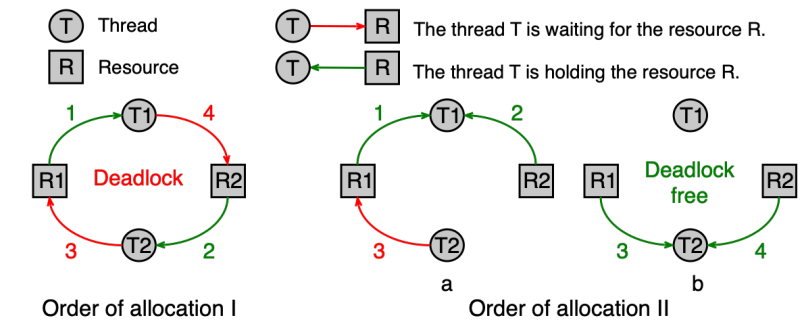 T Thread
T R The thread T is waiting for the resource R.
R Resource
T R The thread T is holding the resource R.
1 T1 4
R1 Deadlock R2
3 T2 2
Order of allocation I
1 T1 2
R1 R2
3 T2
a
T1
R1 Deadlock free R2
3 T2 4
b
Order of allocation II